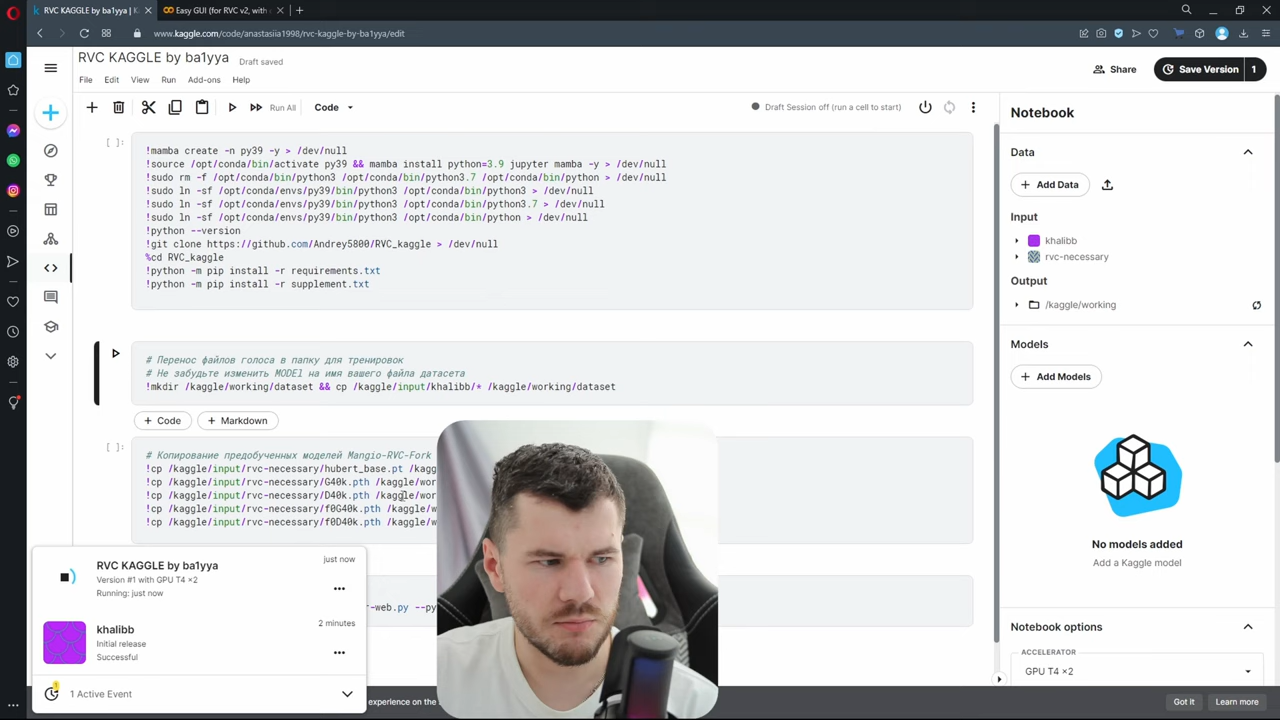 RVC KAGGLE by ba1yya | K
Easy GUI (for RVC v2, with c
www.kaggle.com/code/anastasiia1998/rvc-kaggle-by-ba1yya/edit
RVC KAGGLE by ba1yya
Draft saved
File Edit View Run Add-ons Help
Share
Save Version
1
Run All
Code
Draft Session off (run a cell to start)
Notebook
[ ]:
!mamba create -n py39 -y > /dev/null
!source /opt/conda/bin/activate py39 && mamba install python=3.9 jupyter mamba -y > /dev/null
!sudo rm -f /opt/conda/bin/python3 /opt/conda/bin/python3.7 /opt/conda/bin/python > /dev/null
!sudo ln -sf /opt/conda/envs/py39/bin/python3 /opt/conda/bin/python3 > /dev/null
!sudo ln -sf /opt/conda/envs/py39/bin/python3 /opt/conda/bin/python3.7 > /dev/null
!sudo ln -sf /opt/conda/envs/py39/bin/python3 /opt/conda/bin/python > /dev/null
!python --version
!git clone https://github.com/Andrey5800/RVC_kaggle > /dev/null
%cd RVC_kaggle
!python -m pip install -r requirements.txt
!python -m pip install -r supplement.txt
# Перенос файлов голоса в папку для тренировок
# Не забудьте изменить MODEl на имя вашего файла датасета
!mkdir /kaggle/working/dataset && cp /kaggle/input/khalibb/* /kaggle/working/dataset
+ Code
+ Markdown
[ ]:
# Копирование предобученных моделей Mangio-RVC-Fork
!cp /kaggle/input/rvc-necessary/hubert_base.pt /kagg
!cp /kaggle/input/rvc-necessary/G40k.pth /kaggle/wor
!cp /kaggle/input/rvc-necessary/D40k.pth /kaggle/wor
!cp /kaggle/input/rvc-necessary/f0G40k.pth /kaggle/w
!cp /kaggle/input/rvc-necessary/f0D40k.pth /kaggle/w
r-web.py --py
Data
+ Add Data
Input
khalibb
rvc-necessary
Output
/kaggle/working
Models
+ Add Models
No models added
Add a Kaggle model
Notebook options
ACCELERATOR
GPU T4 ×2
RVC KAGGLE by ba1yya
just now
Version #1 with GPU T4 ×2
Running: just now
khalibb
2 minutes
Initial release
Successful
1 Active Event
experience on the
Got it
Learn more